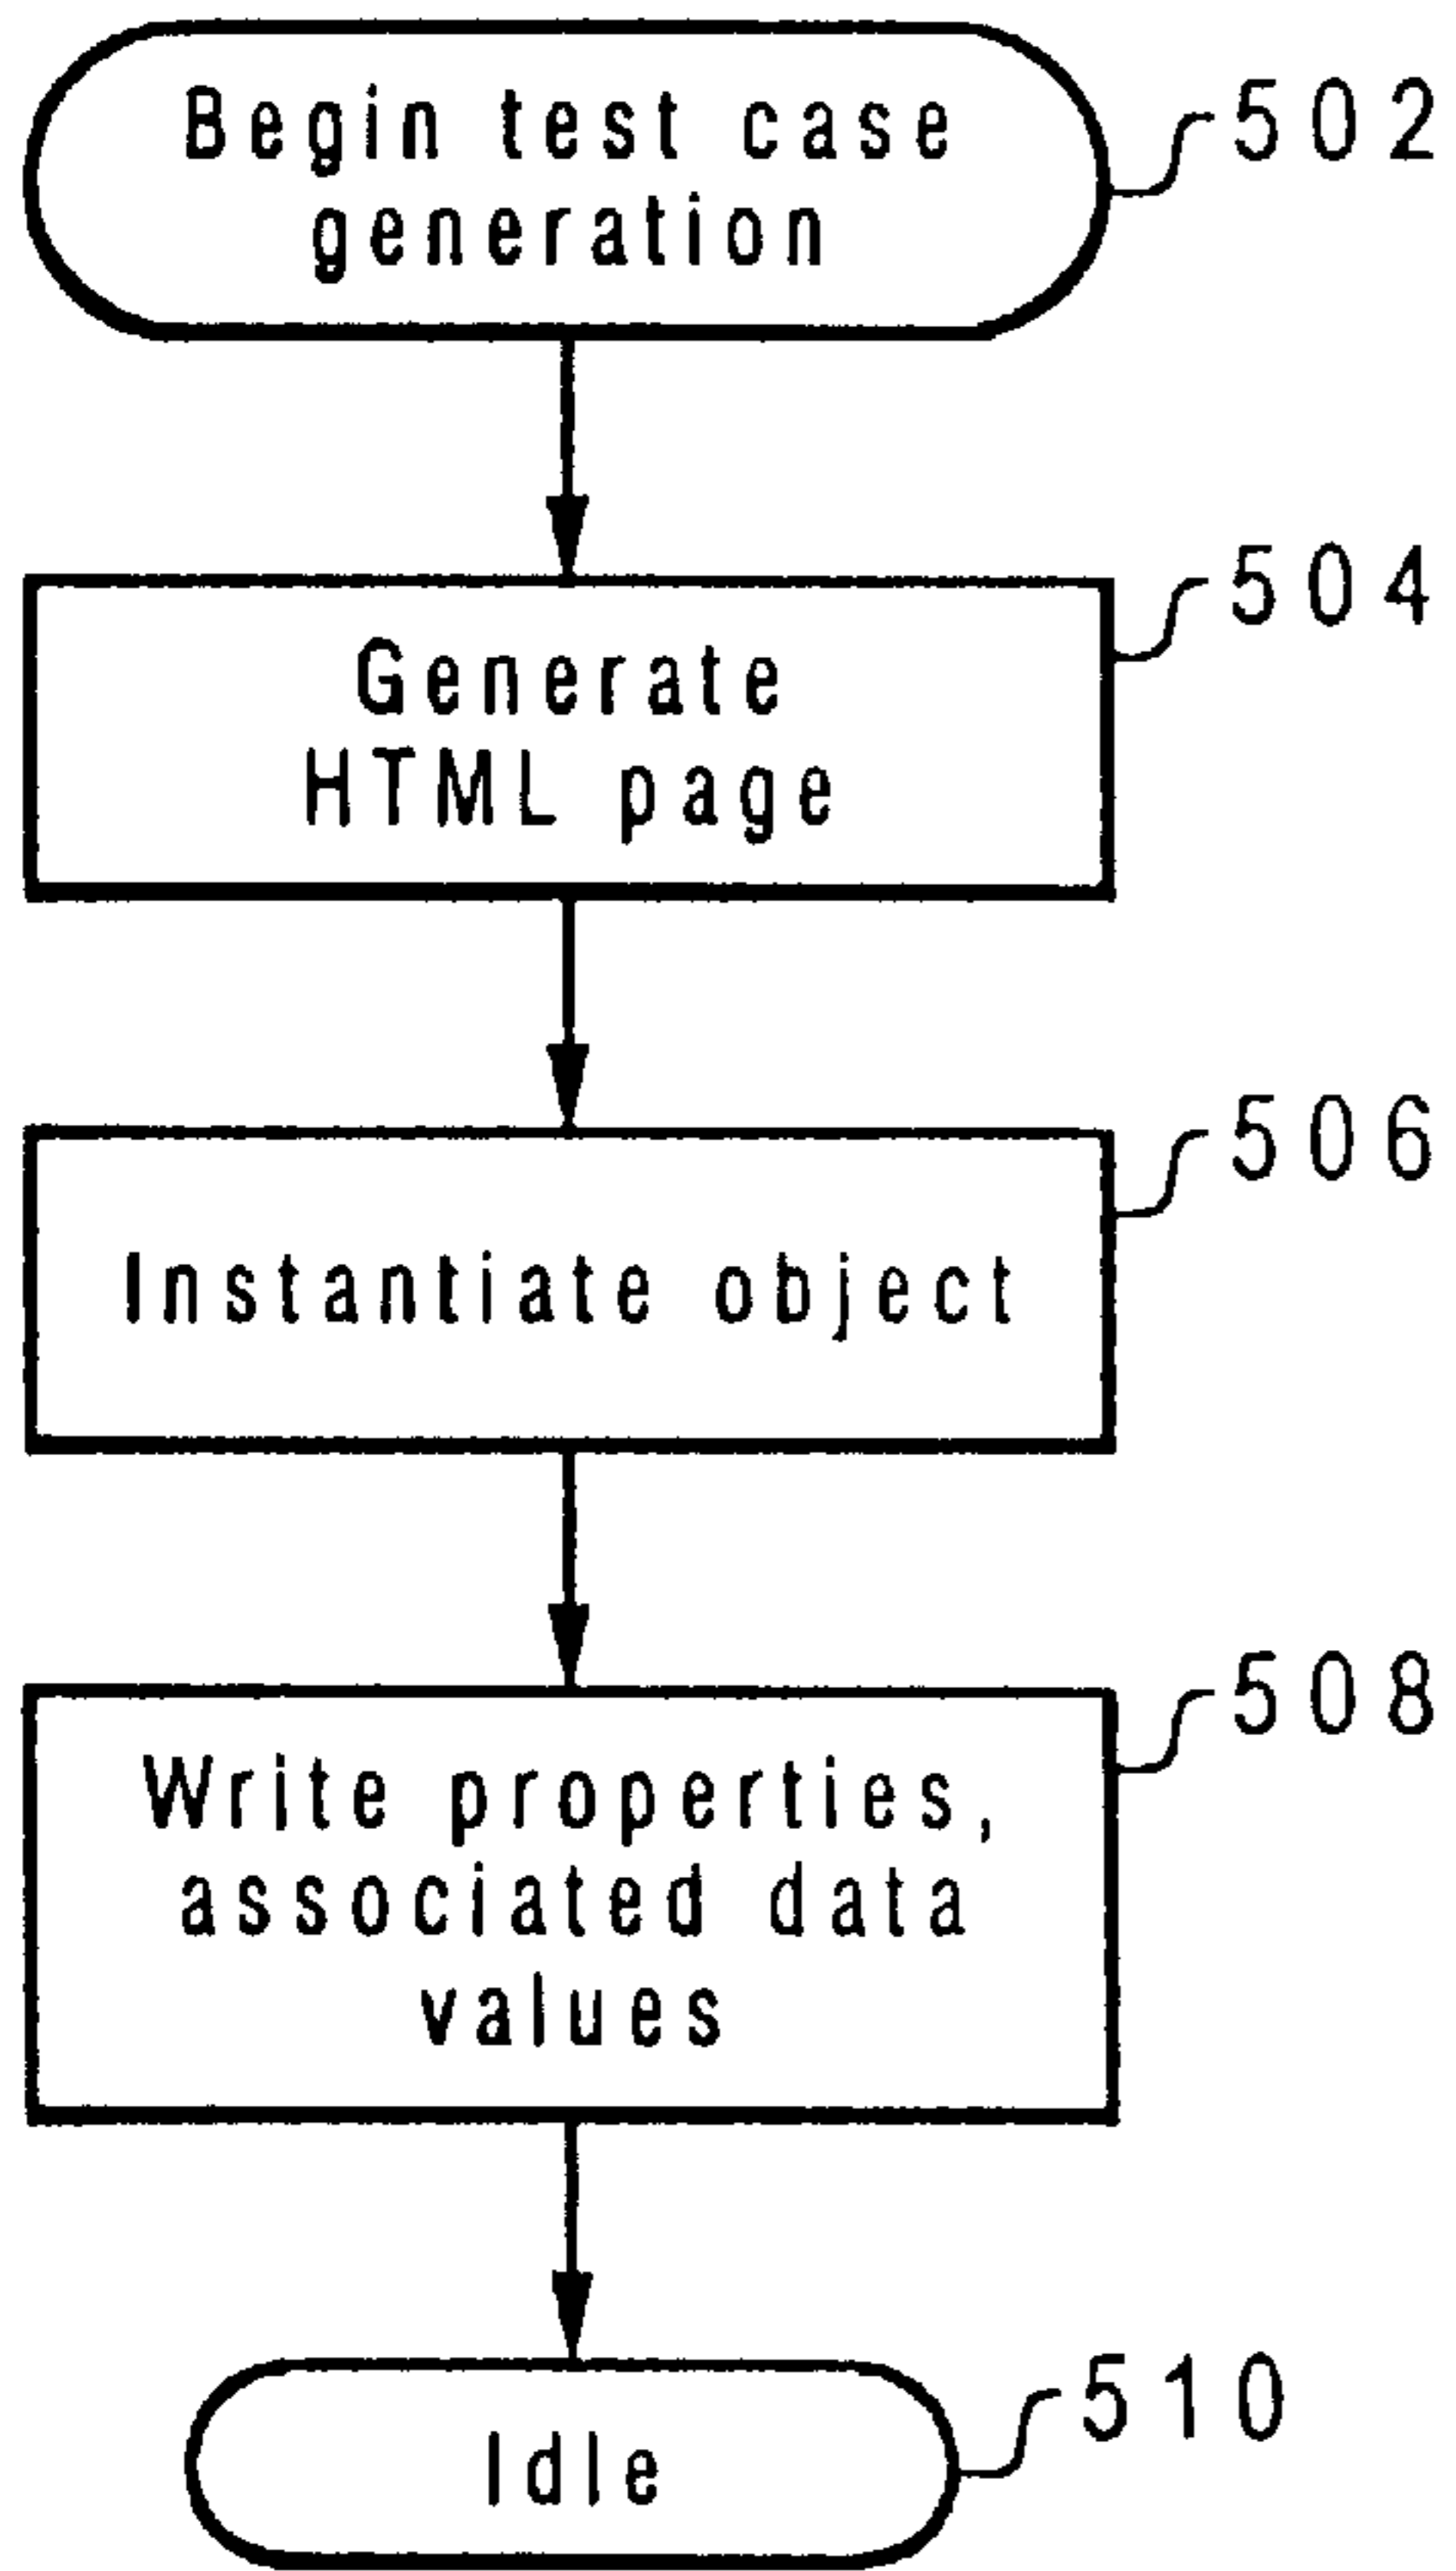 Begin test case
generation
502
Generate
HTML page
504
Instantiate object
506
Write properties,
associated data
values
508
Idle
510